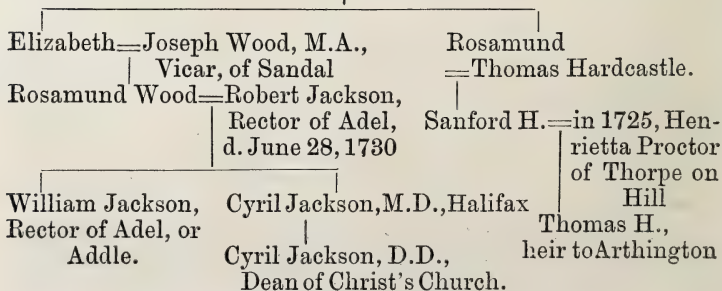 Elizabeth=Joseph Wood, M.A., Rosamund
Vicar, of Sandal =Thomas Hardcastle.
Rosamund Wood=Robert Jackson,
Rector of Adel, Sanford H.=in 1725, Hen-
d. June 28, 1730 rietta Proctor
of Thorpe on
William Jackson, Cyril Jackson, M.D., Halifax Hill
Rector of Adel, or Thomas H.,
Addle. Cyril Jackson, D.D., heir to Arthington
Dean of Christ's Church.